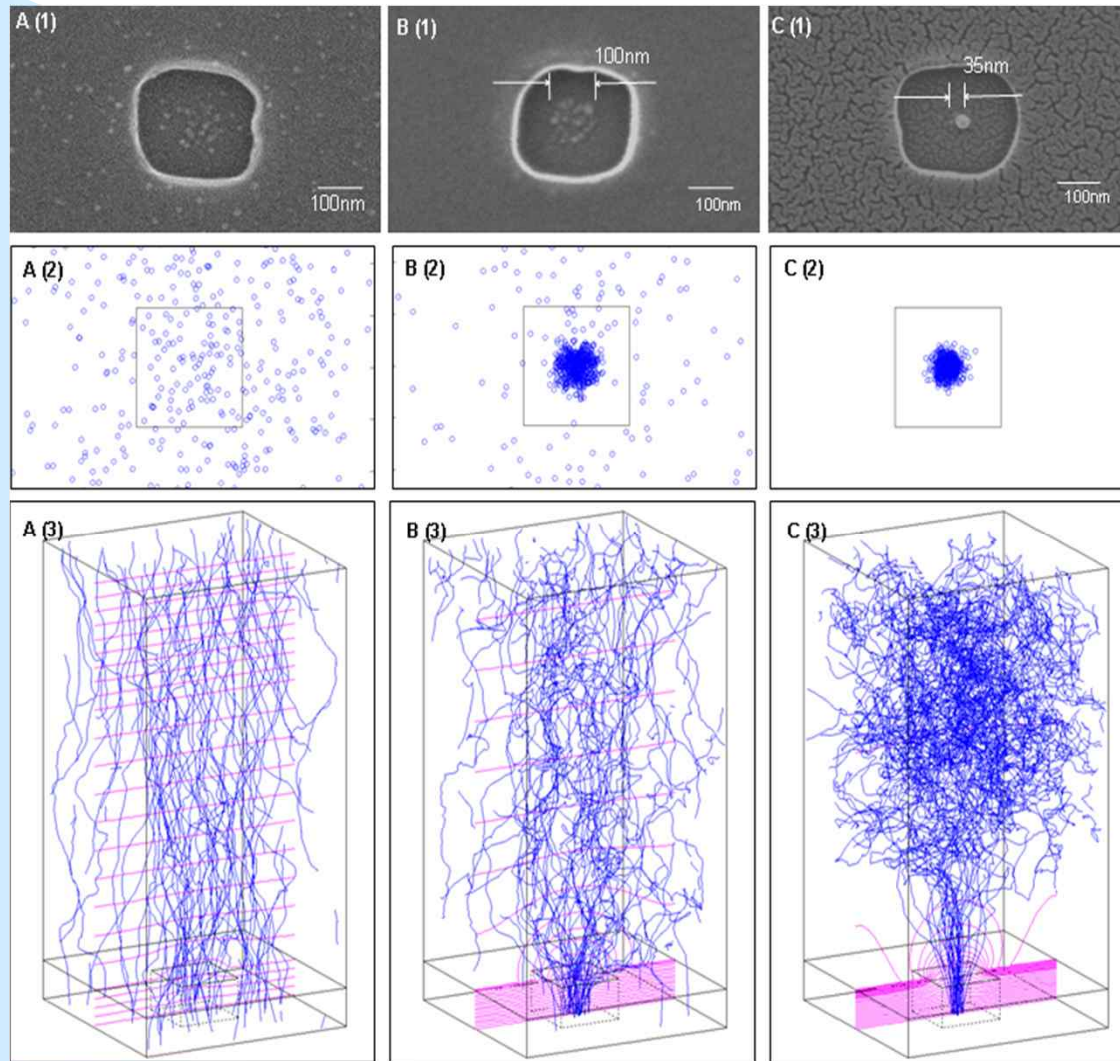 A (1)
100nm
B (1)
100nm
100nm
C (1)
35nm
100nm
A (2)
B (2)
C (2)
A (3)
B (3)
C (3)